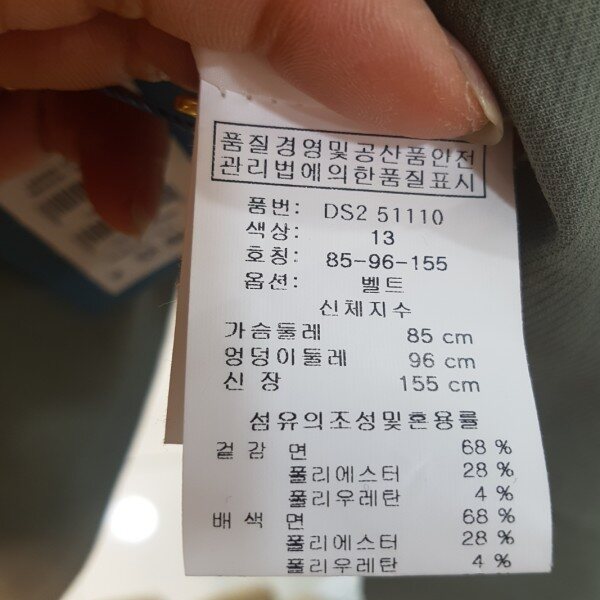 품질경영및공산품안전
관리법에의한품질표시
품번: DS2 51110
색상: 13
호칭: 85-96-155
옵션: 벨트
신체지수
가슴둘레 85 cm
엉덩이둘레 96 cm
신 장 155 cm
섬유의조성및혼용률
겉감 면 68 %
폴리에스터 28 %
폴리우레탄 4 %
배색 면 68 %
폴리에스터 28 %
폴리우레탄 4 %